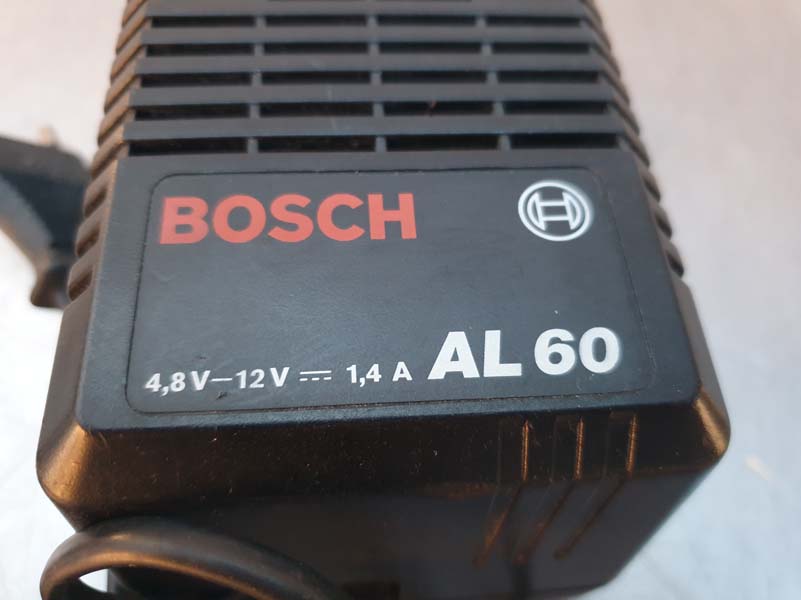 BOSCH
4,8 V – 12 V ⎓ 1,4 A AL 60